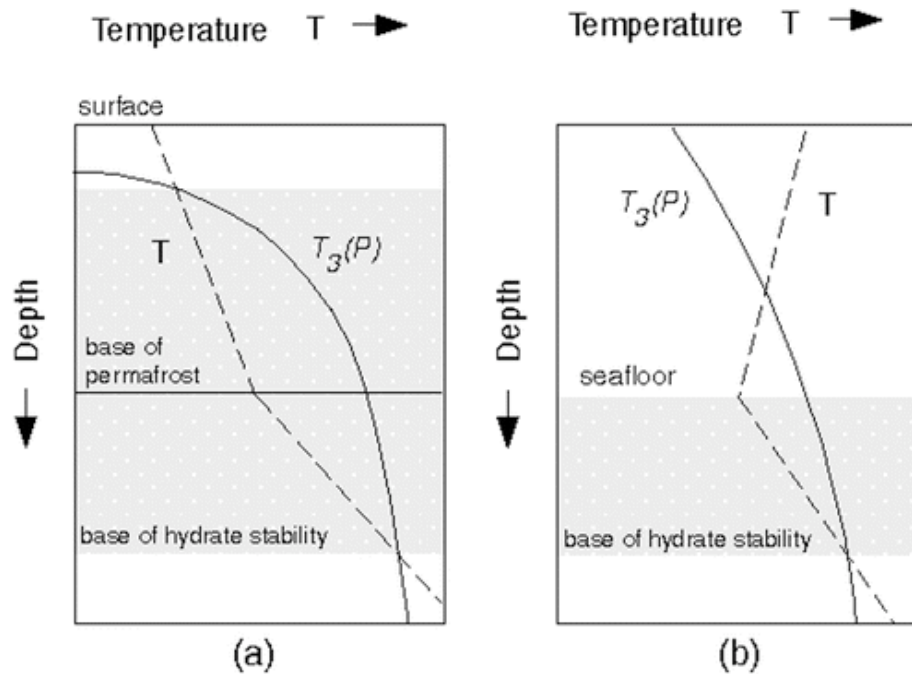 Temperature T
surface
T
T3(P)
Depth
base of
permafrost
base of hydrate stability
(a)
Temperature T
T3(P)
T
Depth
seafloor
base of hydrate stability
(b)